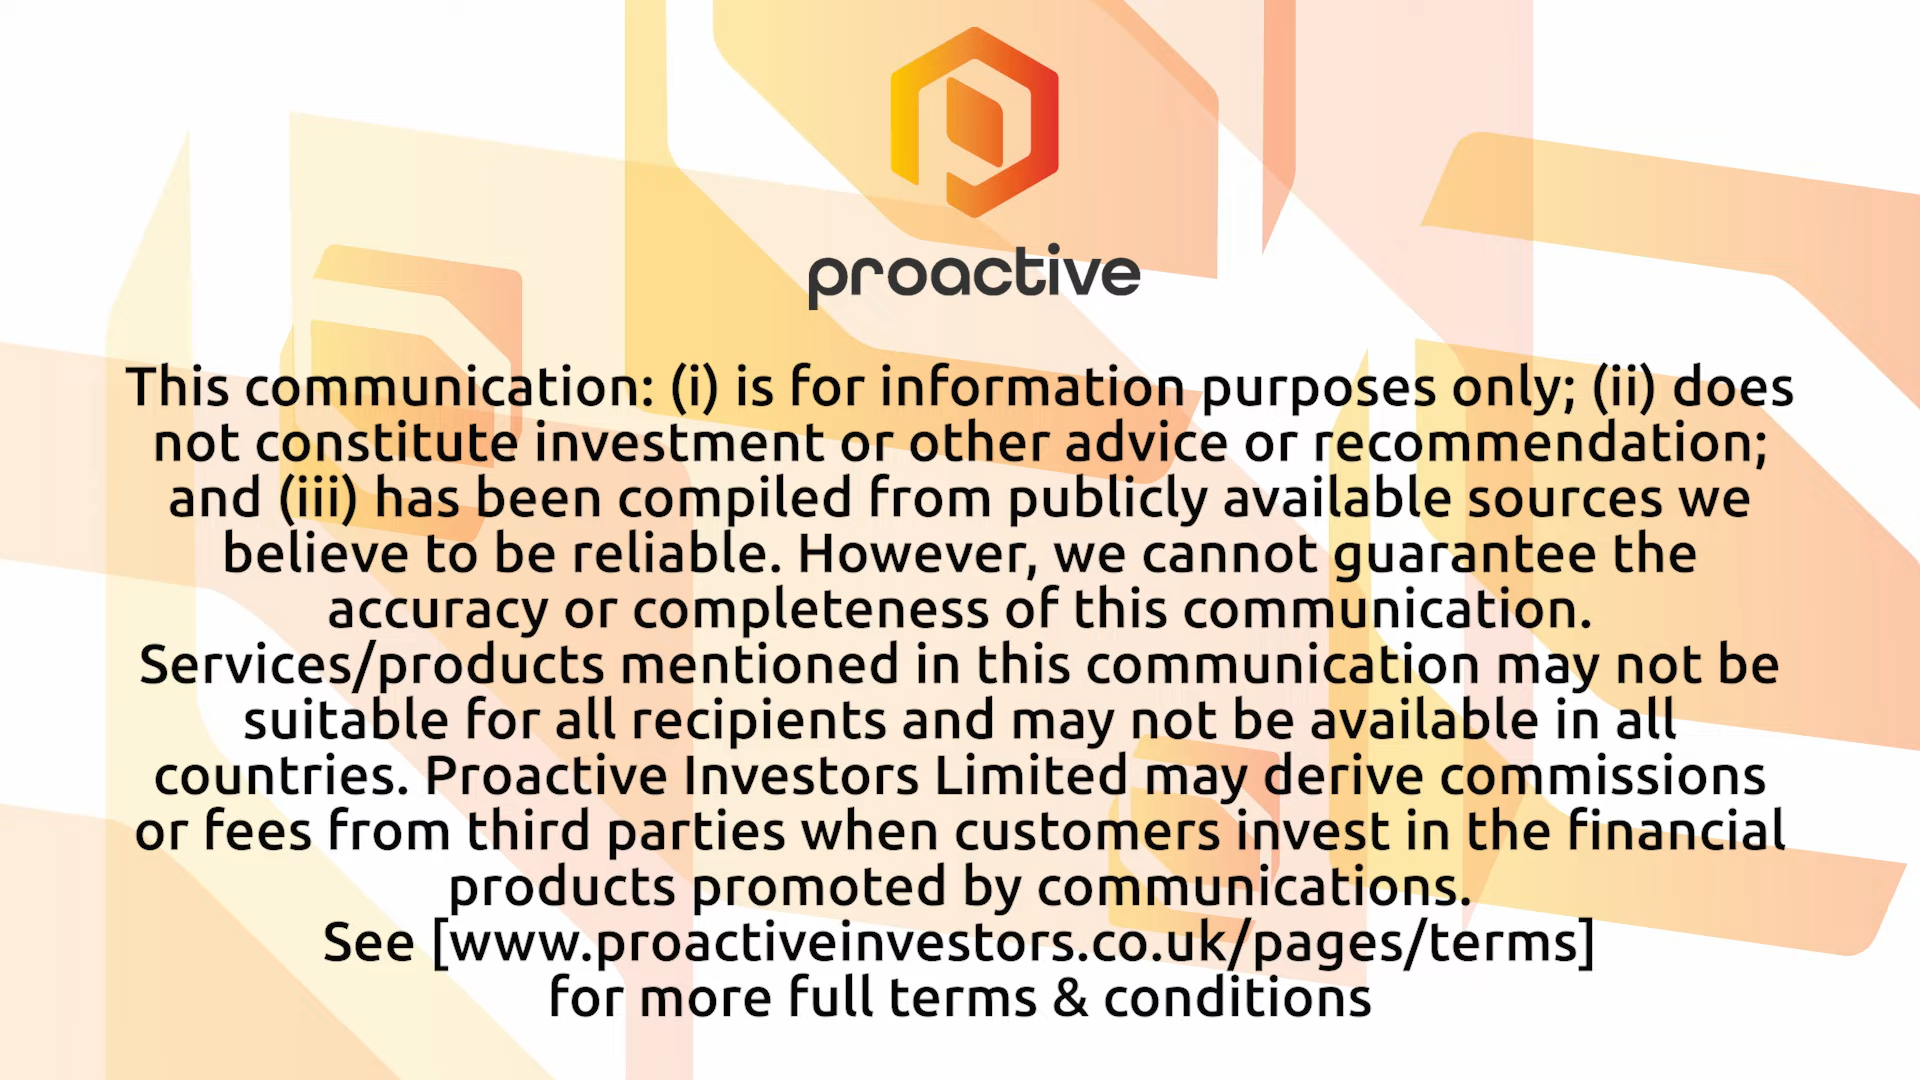 proactive
This communication: (i) is for information purposes only; (ii) does
not constitute investment or other advice or recommendation;
and (iii) has been compiled from publicly available sources we
believe to be reliable. However, we cannot guarantee the
accuracy or completeness of this communication.
Services/products mentioned in this communication may not be
suitable for all recipients and may not be available in all
countries. Proactive Investors Limited may derive commissions
or fees from third parties when customers invest in the financial
products promoted by communications.
See [www.proactiveinvestors.co.uk/pages/terms]
for more full terms & conditions